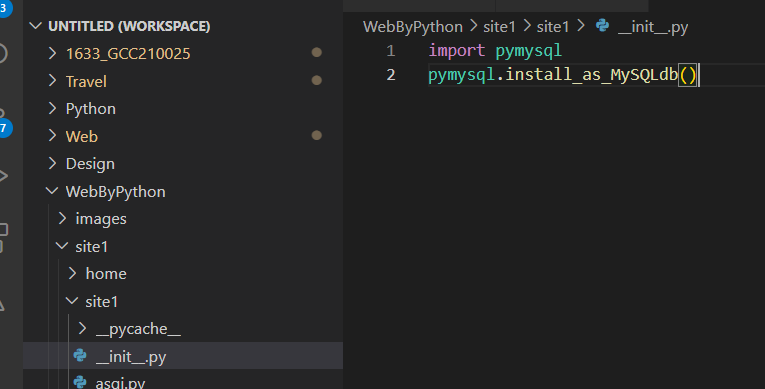 3
7
UNTITLED (WORKSPACE)
1633_GCC210025
Travel
Python
Web
Design
WebByPython
images
site1
home
site1
__pycache__
__init__.py
asgi.py
WebByPython > site1 > site1 > __init__.py
1 import pymysql
2 pymysql.install_as_MySQLdb()